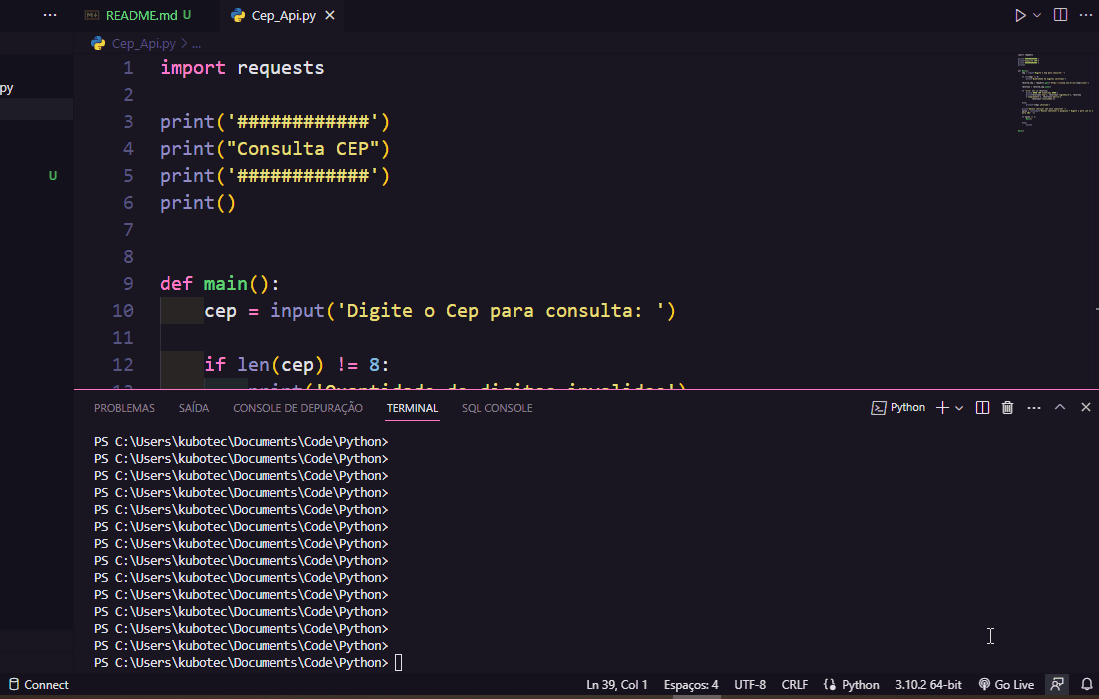 README.md U
Cep_Api.py
Cep_Api.py > ...
py
U
1 import requests
2
3 print('############')
4 print("Consulta CEP")
5 print('############')
6 print()
7
8
9 def main():
10 cep = input('Digite o Cep para consulta: ')
11
12 if len(cep) != 8:
PROBLEMAS SAÍDA CONSOLE DE DEPURAÇÃO TERMINAL SQL CONSOLE Python
PS C:\Users\kubotec\Documents\Code\Python>
PS C:\Users\kubotec\Documents\Code\Python>
PS C:\Users\kubotec\Documents\Code\Python>
PS C:\Users\kubotec\Documents\Code\Python>
PS C:\Users\kubotec\Documents\Code\Python>
PS C:\Users\kubotec\Documents\Code\Python>
PS C:\Users\kubotec\Documents\Code\Python>
PS C:\Users\kubotec\Documents\Code\Python>
PS C:\Users\kubotec\Documents\Code\Python>
PS C:\Users\kubotec\Documents\Code\Python>
PS C:\Users\kubotec\Documents\Code\Python>
PS C:\Users\kubotec\Documents\Code\Python>
PS C:\Users\kubotec\Documents\Code\Python>
PS C:\Users\kubotec\Documents\Code\Python>
Connect Ln 39, Col 1 Espaços: 4 UTF-8 CRLF Python 3.10.2 64-bit Go Live